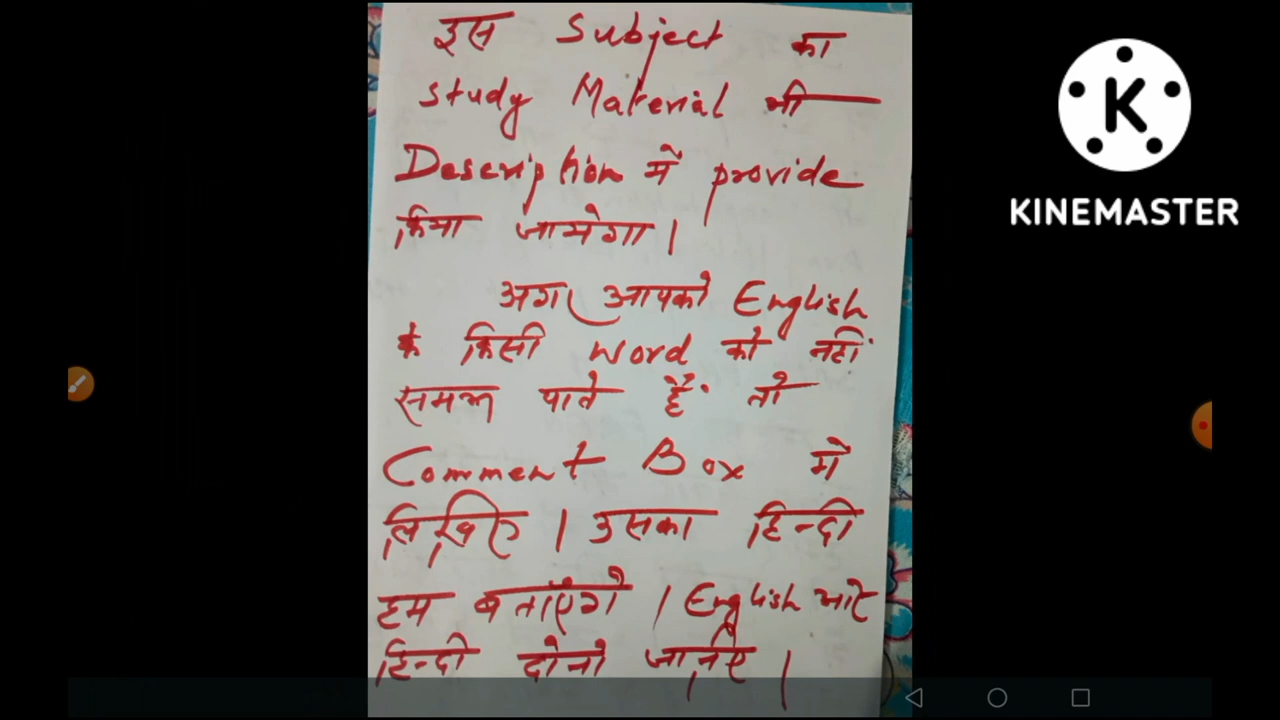 इस Subject का
study Material भी
Description में provide
किया जायेगा।
अगर आपको English
के किसी word को नहीं
समझ पाते हैं तो
Comment Box में
लिखिए । उसका हिन्दी
हम बताएँगे । English और
हिन्दी दोनो जानिए ।
K
KINEMASTER